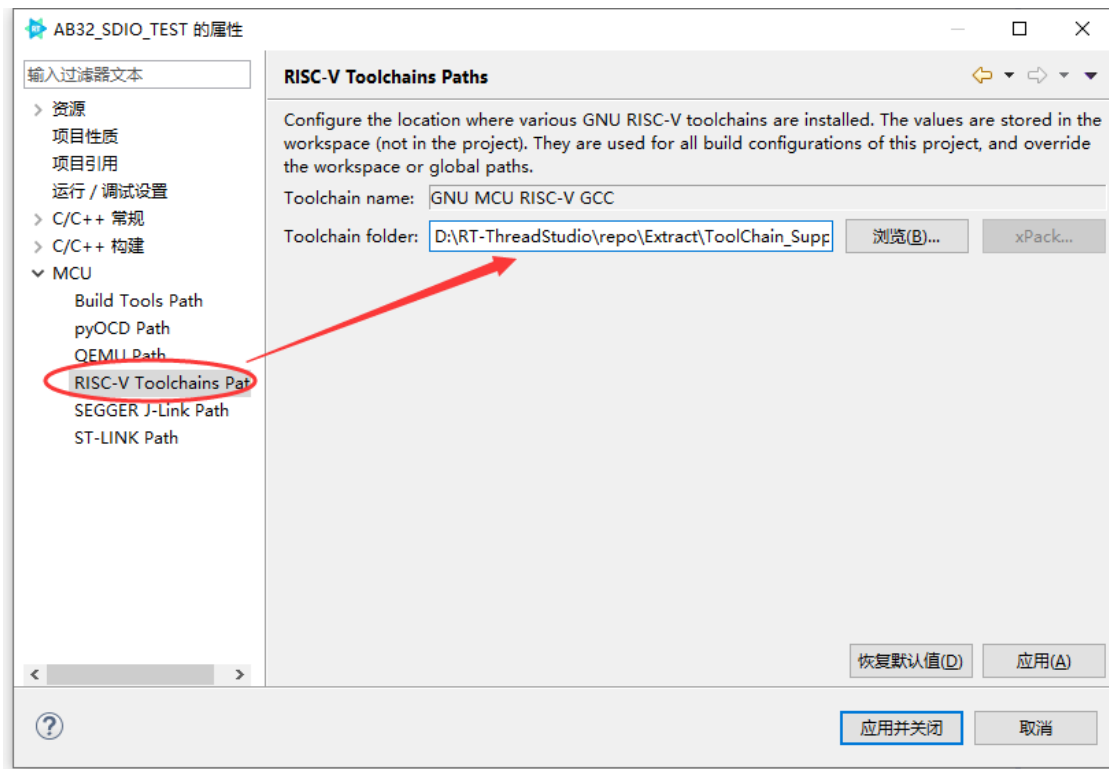 AB32_SDIO_TEST 的属性
输入过滤器文本
资源
项目性质
项目引用
运行 / 调试设置
C/C++ 常规
C/C++ 构建
MCU
Build Tools Path
pyOCD Path
QEMU Path
RISC-V Toolchains Pat
SEGGER J-Link Path
ST-LINK Path
RISC-V Toolchains Paths
Configure the location where various GNU RISC-V toolchains are installed. The values are stored in the
workspace (not in the project). They are used for all build configurations of this project, and override
the workspace or global paths.
Toolchain name: GNU MCU RISC-V GCC
Toolchain folder: D:\RT-ThreadStudio\repo\Extract\ToolChain_Supp 浏览(B)... xPack...
恢复默认值(D) 应用(A)
应用并关闭 取消